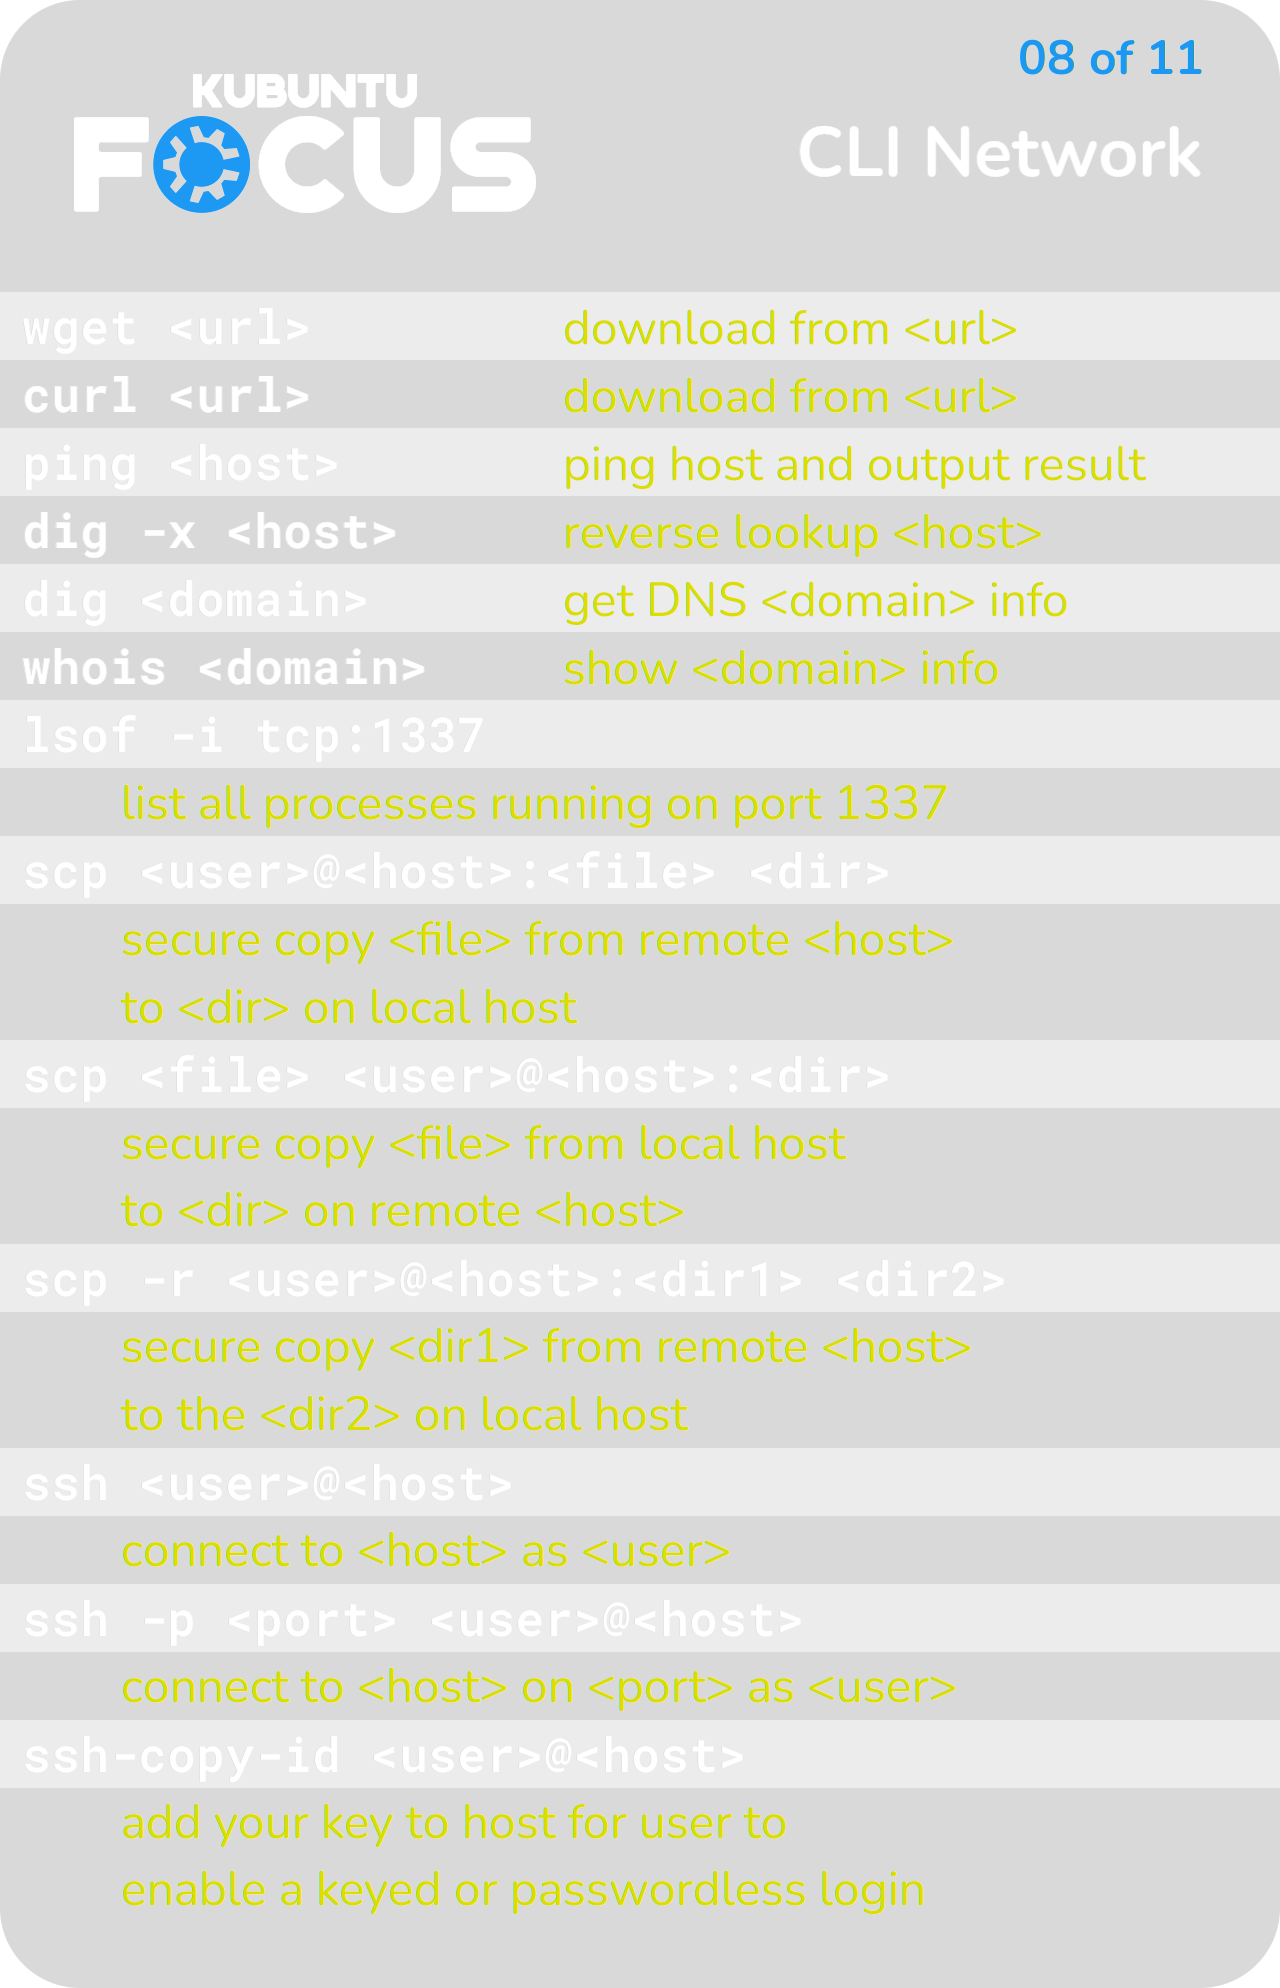 08 of 11
KUBUNTU
FOCUS
CLI Network
wget <url> download from <url>
curl <url> download from <url>
ping <host> ping host and output result
dig -x <host> reverse lookup <host>
dig <domain> get DNS <domain> info
whois <domain> show <domain> info
lsof -i tcp:1337
list all processes running on port 1337
scp <user>@<host>:<file> <dir>
secure copy <file> from remote <host>
to <dir> on local host
scp <file> <user>@<host>:<dir>
secure copy <file> from local host
to <dir> on remote <host>
scp -r <user>@<host>:<dir1> <dir2>
secure copy <dir1> from remote <host>
to the <dir2> on local host
ssh <user>@<host>
connect to <host> as <user>
ssh -p <port> <user>@<host>
connect to <host> on <port> as <user>
ssh-copy-id <user>@<host>
add your key to host for user to
enable a keyed or passwordless login